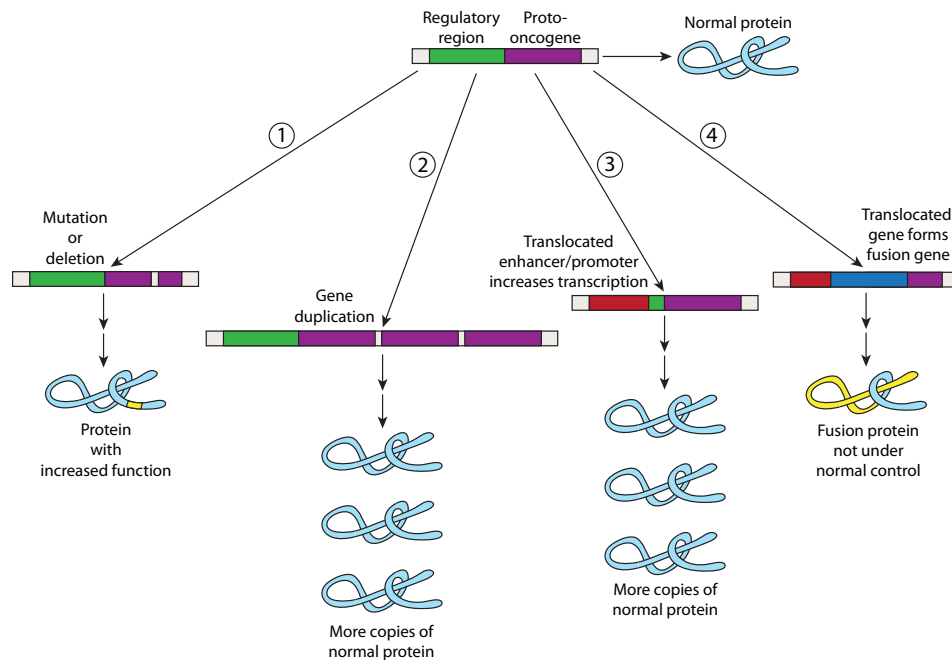 Regulatory
region
Proto-
oncogene
Normal protein
1
2
3
4
Mutation
or
deletion
Gene
duplication
Translocated
enhancer/promoter
increases transcription
Translocated
gene forms
fusion gene
Protein
with
increased function
More copies of
normal protein
More copies of
normal protein
Fusion protein
not under
normal control